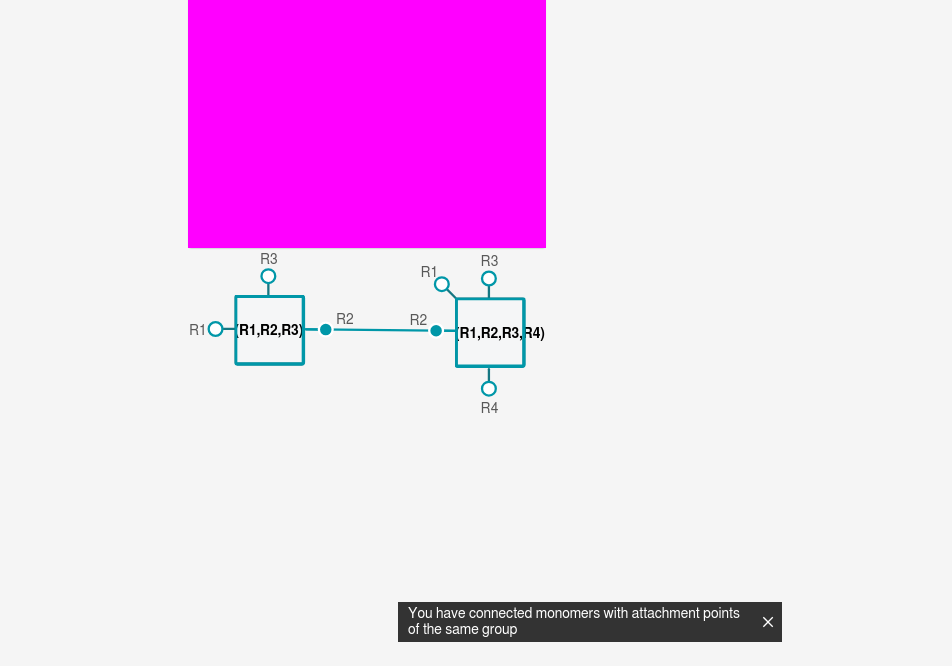 R3
R3
R1
R2
R2
R1
(R1,R2,R3)
(R1,R2,R3,R4)
R4
You have connected monomers with attachment points
of the same group